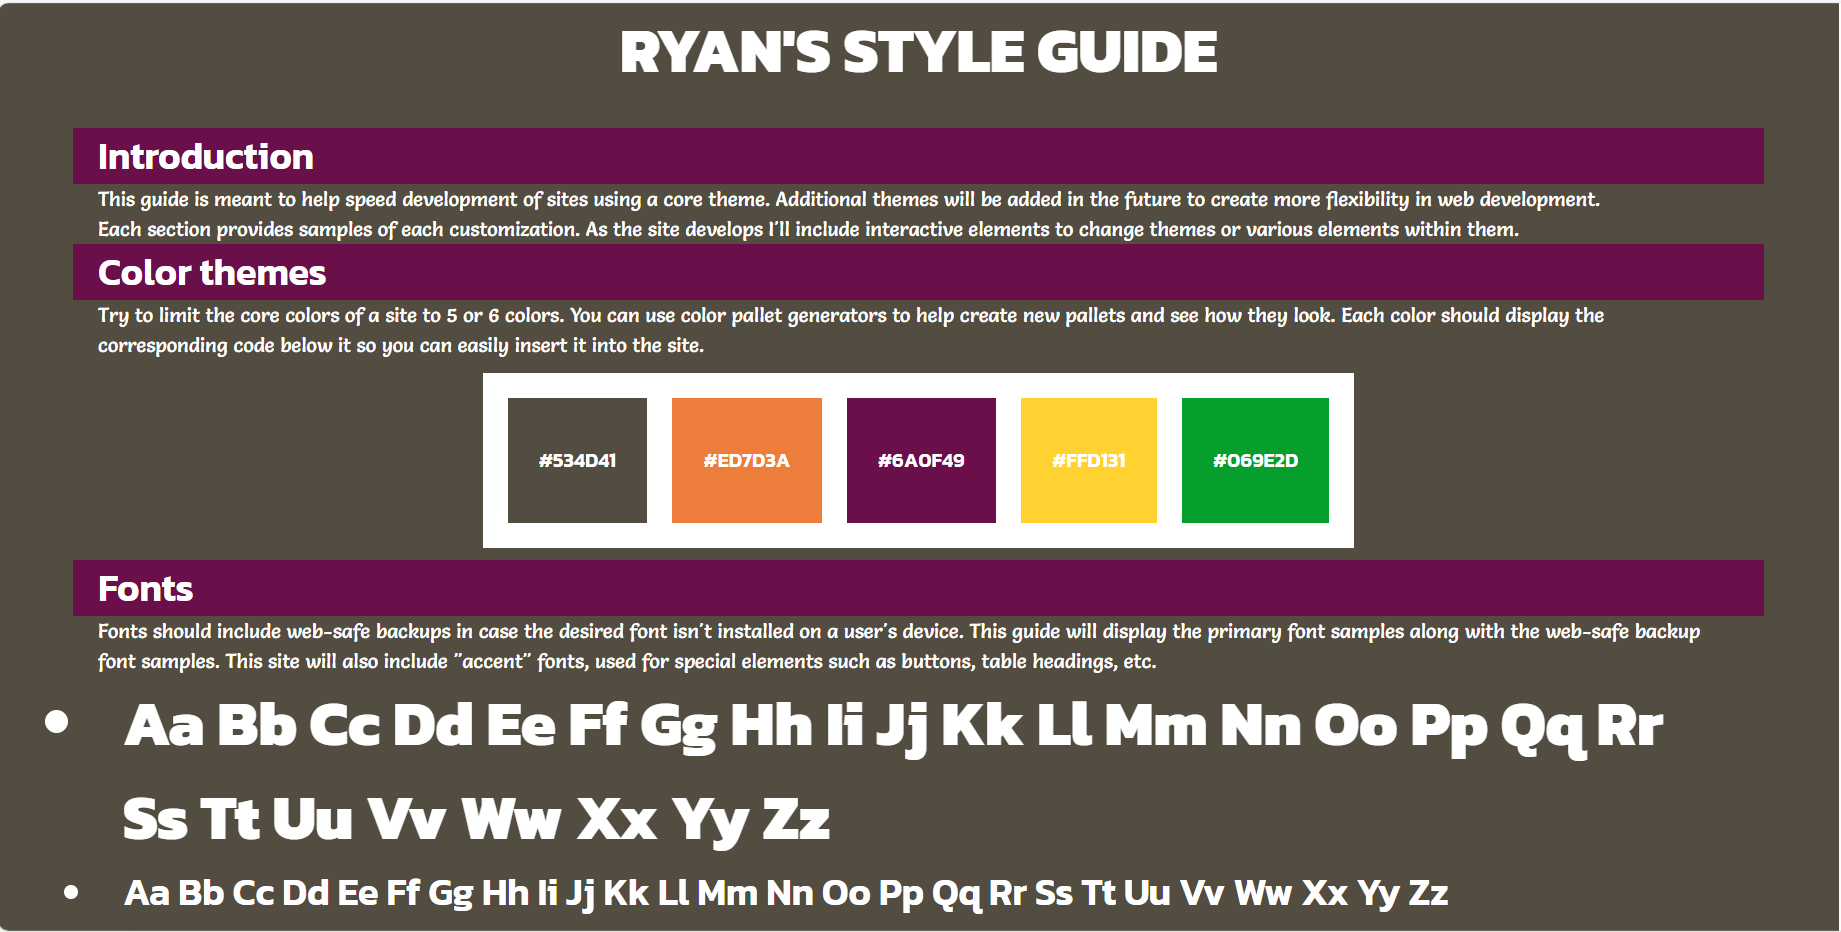 RYAN'S STYLE GUIDE
Introduction
This guide is meant to help speed development of sites using a core theme. Additional themes will be added in the future to create more flexibility in web development.
Each section provides samples of each customization. As the site develops I'll include interactive elements to change themes or various elements within them.
Color themes
Try to limit the core colors of a site to 5 or 6 colors. You can use color pallet generators to help create new pallets and see how they look. Each color should display the
corresponding code below it so you can easily insert it into the site.
#534D41 #ED7D3A #6A0F49 #FFD131 #069E2D
Fonts
Fonts should include web-safe backups in case the desired font isn't installed on a user's device. This guide will display the primary font samples along with the web-safe backup
font samples. This site will also include "accent" fonts, used for special elements such as buttons, table headings, etc.
Aa Bb Cc Dd Ee Ff Gg Hh Ii Jj Kk Ll Mm Nn Oo Pp Qq Rr
Ss Tt Uu Vv Ww Xx Yy Zz
Aa Bb Cc Dd Ee Ff Gg Hh Ii Jj Kk Ll Mm Nn Oo Pp Qq Rr Ss Tt Uu Vv Ww Xx Yy Zz